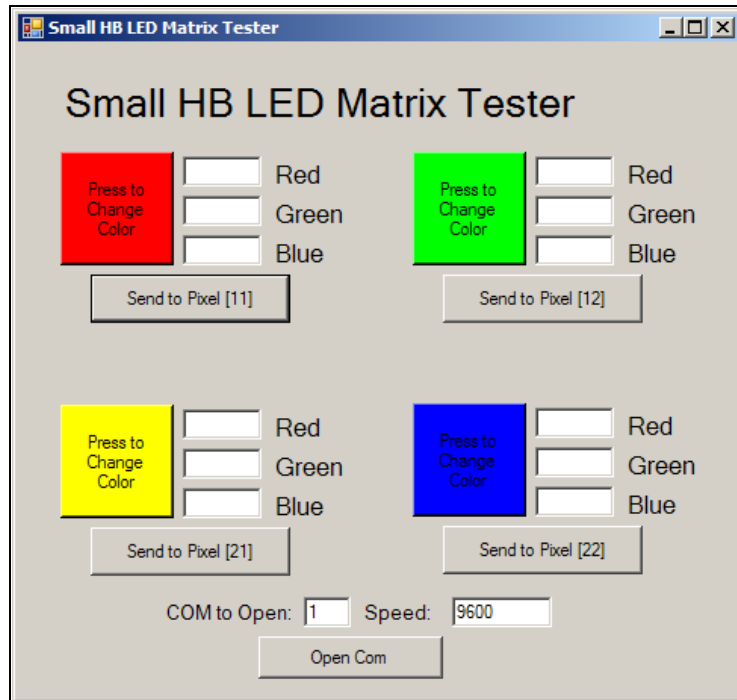 Small HB LED Matrix Tester
Small HB LED Matrix Tester
Press to
Change
Color
Red
Green
Blue
Send to Pixel [11]
Press to
Change
Color
Red
Green
Blue
Send to Pixel [12]
Press to
Change
Color
Red
Green
Blue
Send to Pixel [21]
Press to
Change
Color
Red
Green
Blue
Send to Pixel [22]
COM to Open: 1 Speed: 9600
Open Com